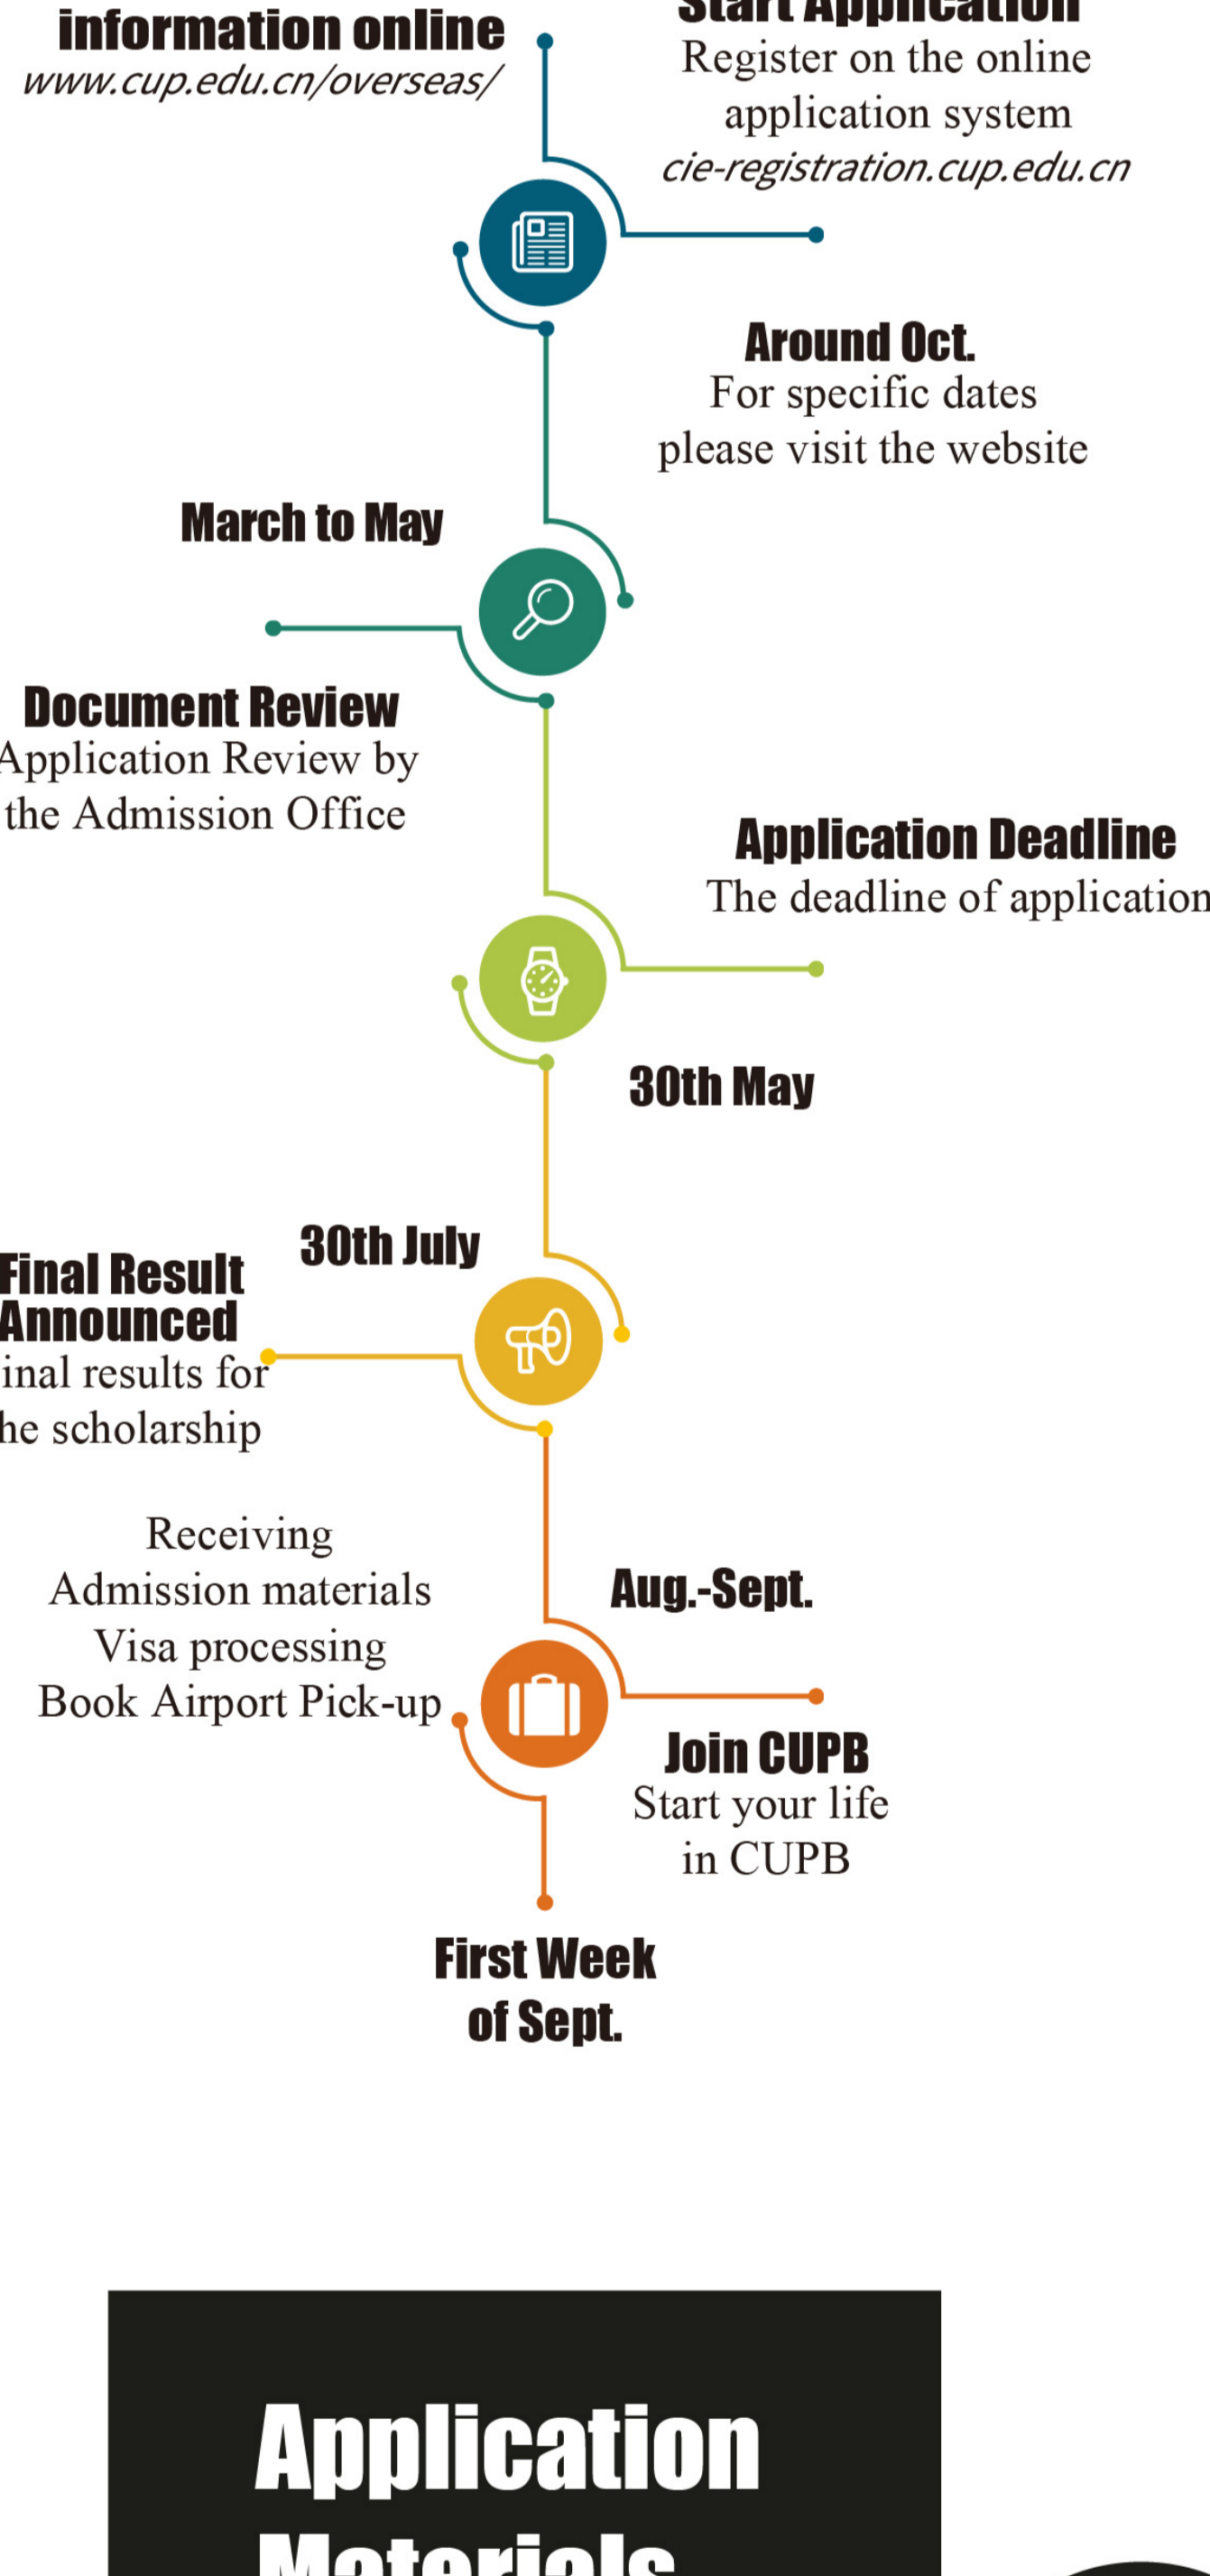 information online
www.cup.edu.cn/overseas/
Start Application
Register on the online
application system
cie-registration.cup.edu.cn
Around Oct.
For specific dates
please visit the website
March to May
Document Review
Application Review by
the Admission Office
Application Deadline
The deadline of application
30th May
30th July
Final Result
Announced
inal results for
he scholarship
Receiving
Admission materials
Visa processing
Book Airport Pick-up
Aug.-Sept.
Join CUPB
Start your life
in CUPB
First Week
of Sept.
Application
Materials